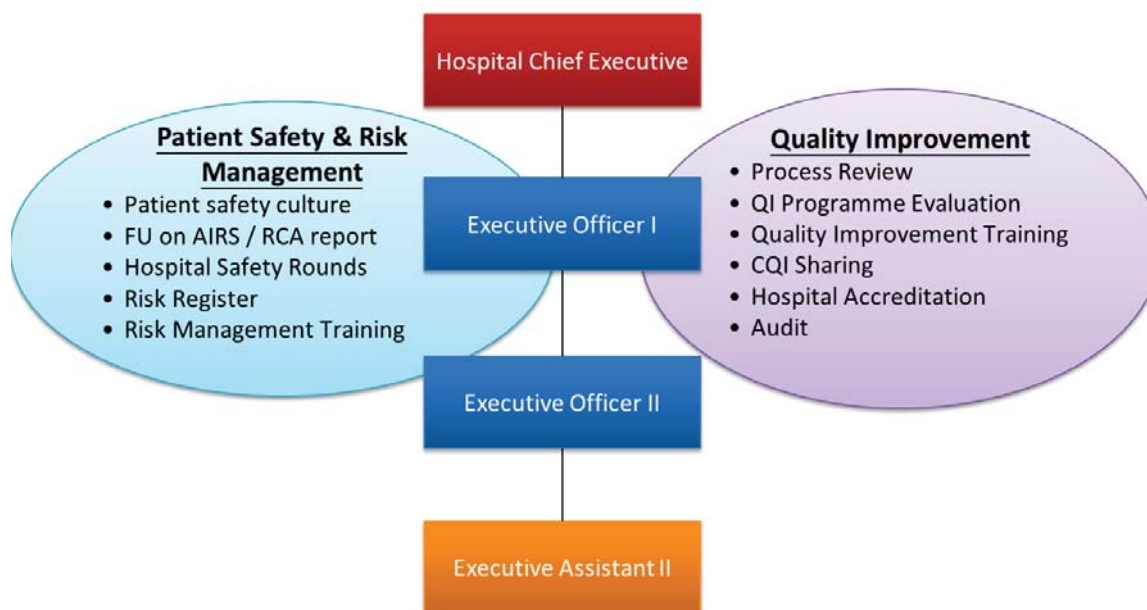 Hospital Chief Executive
Patient Safety & Risk
Management
• Patient safety culture
• FU on AIRS / RCA report
• Hospital Safety Rounds
• Risk Register
• Risk Management Training
Executive Officer I
Quality Improvement
• Process Review
• QI Programme Evaluation
• Quality Improvement Training
• CQI Sharing
• Hospital Accreditation
• Audit
Executive Officer II
Executive Assistant II